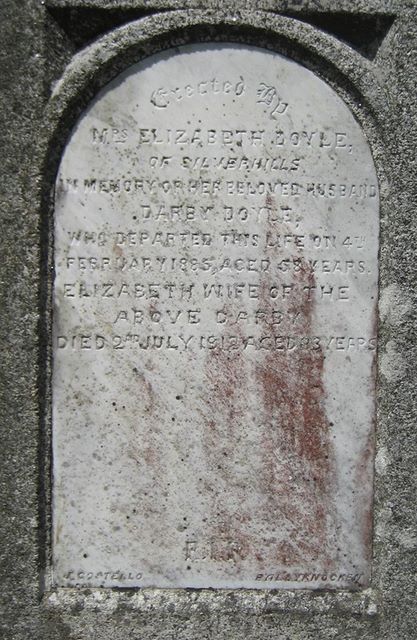 Erected By
MRS ELIZABETH DOYLE,
OF SILVERHILLS
IN MEMORY OF HER BELOVED HUSBAND
DARBY DOYLE,
WHO DEPARTED THIS LIFE ON 4TH
FEBRUARY 1885, AGED 58 YEARS.
ELIZABETH WIFE OF THE
ABOVE DARBY
DIED 2ND JULY 1912 AGED 83 YEARS
R.I.P.
J. COSTELLO
BALLYKNOCKEN